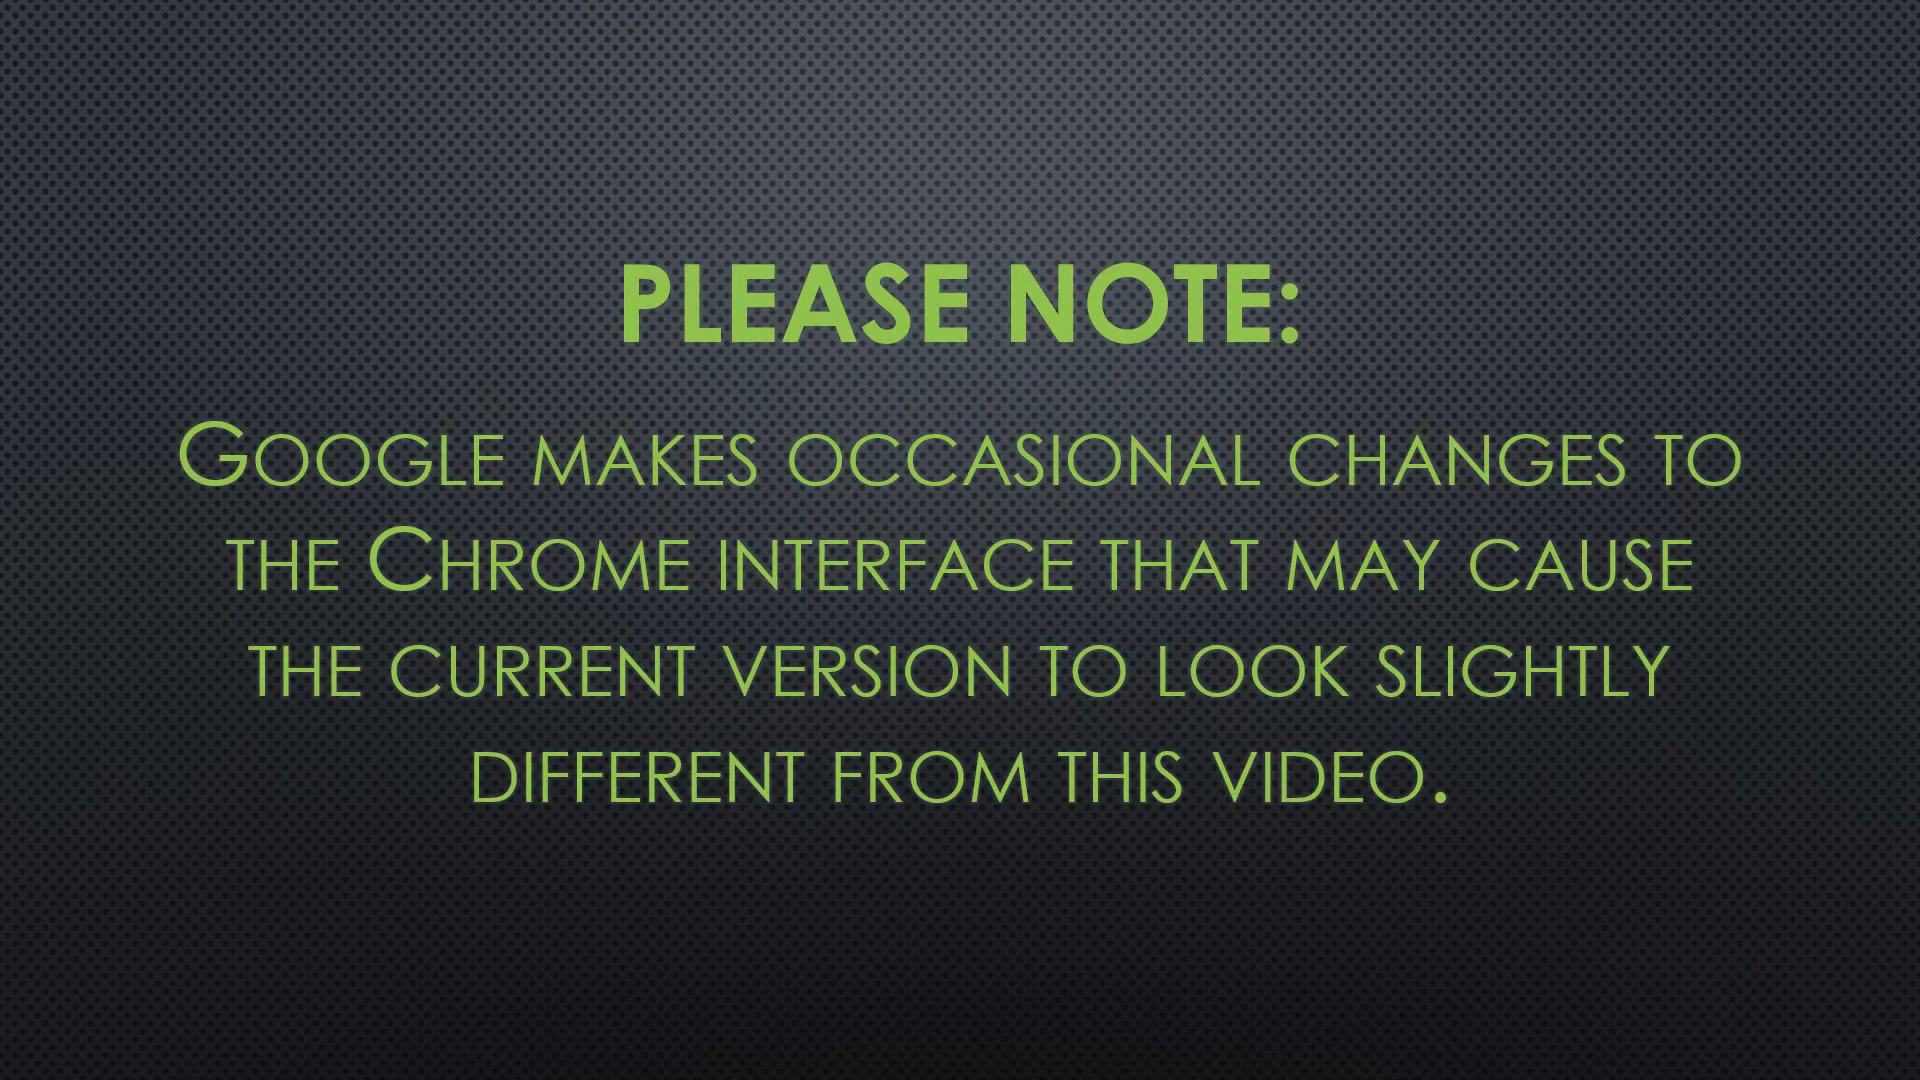 PLEASE NOTE:
Google makes occasional changes to
the Chrome interface that may cause
the current version to look slightly
different from this video.